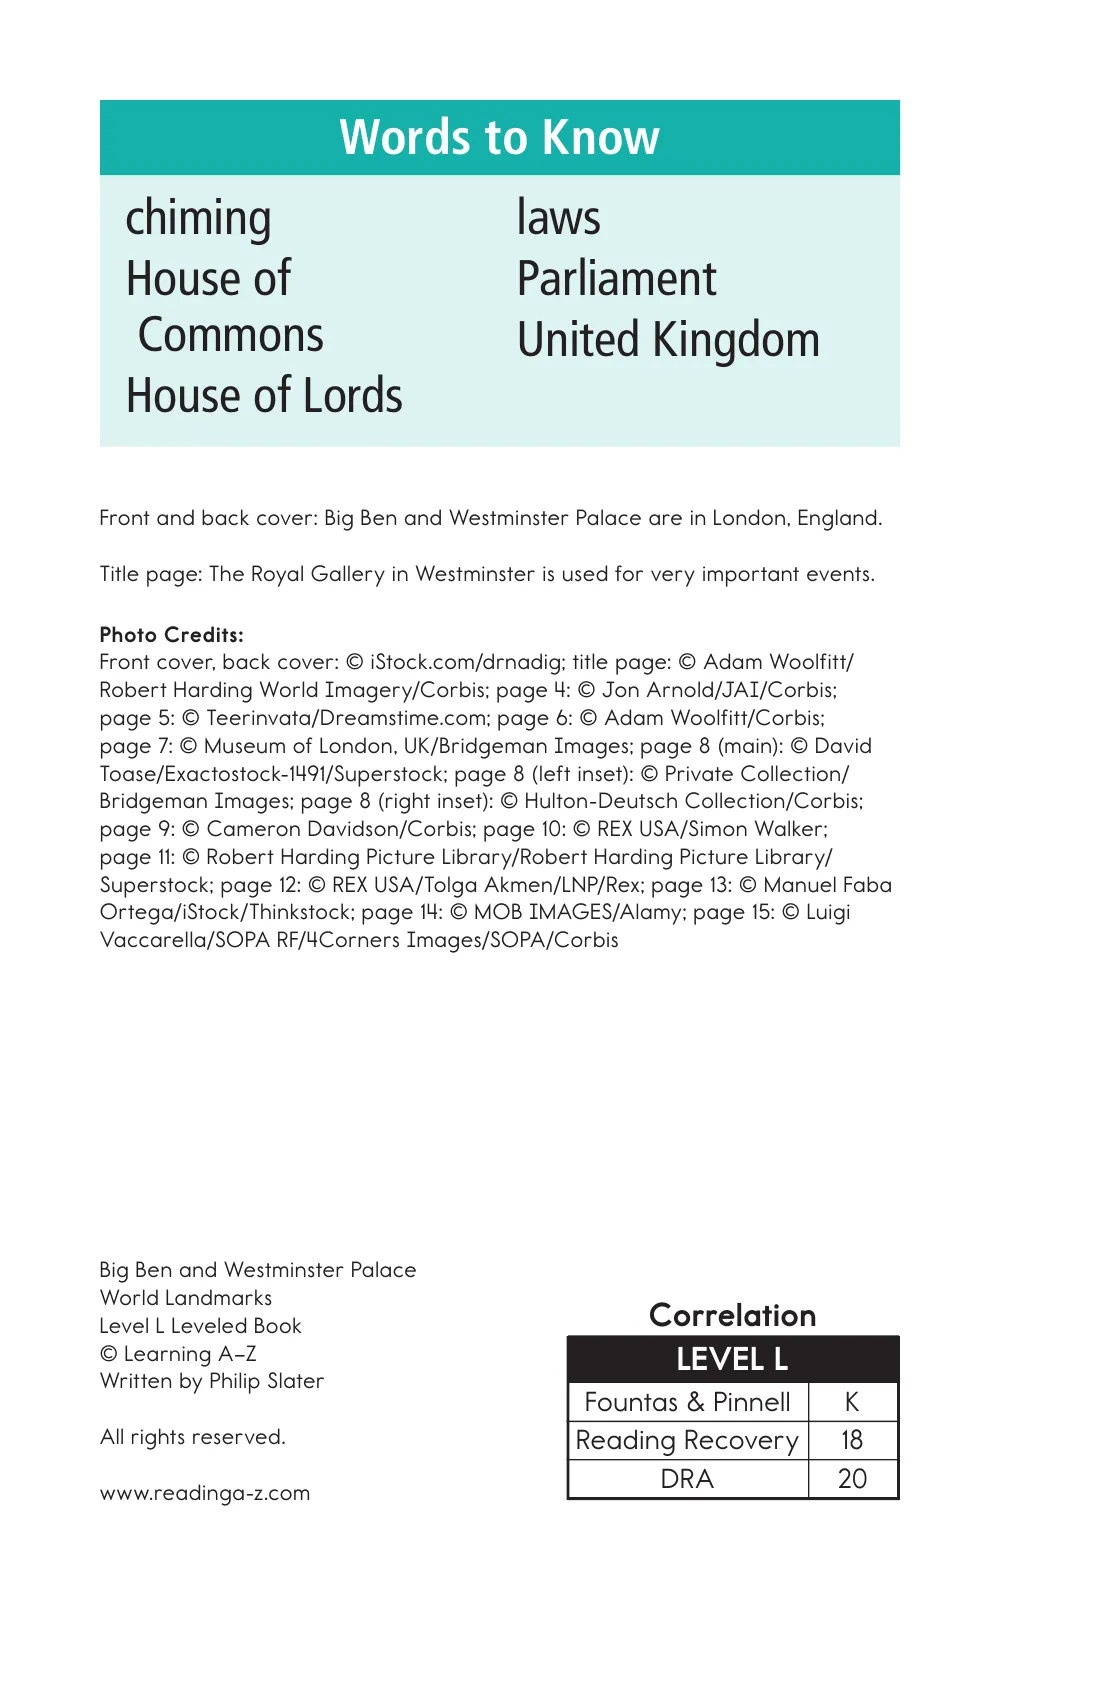 Words to Know
chiming
House of
Commons
House of Lords
laws
Parliament
United Kingdom
Front and back cover: Big Ben and Westminster Palace are in London, England.
Title page: The Royal Gallery in Westminster is used for very important events.
Photo Credits:
Front cover, back cover: © iStock.com/drnadig; title page: © Adam Woolfitt/
Robert Harding World Imagery/Corbis; page 4: © Jon Arnold/JAI/Corbis;
page 5: © Teerinvata/Dreamstime.com; page 6: © Adam Woolfitt/Corbis;
page 7: © Museum of London, UK/Bridgeman Images; page 8 (main): © David
Toase/Exactostock-1491/Superstock; page 8 (left inset): © Private Collection/
Bridgeman Images; page 8 (right inset): © Hulton-Deutsch Collection/Corbis;
page 9: © Cameron Davidson/Corbis; page 10: © REX USA/Simon Walker;
page 11: © Robert Harding Picture Library/Robert Harding Picture Library/
Superstock; page 12: © REX USA/Tolga Akmen/LNP/Rex; page 13: © Manuel Faba
Ortega/iStock/Thinkstock; page 14: © MOB IMAGES/Alamy; page 15: © Luigi
Vaccarella/SOPA RF/4Corners Images/SOPA/Corbis
Big Ben and Westminster Palace
World Landmarks
Level L Leveled Book
© Learning A–Z
Written by Philip Slater
All rights reserved.
www.readinga-z.com
Correlation
LEVEL L
Fountas & Pinnell K
Reading Recovery 18
DRA 20